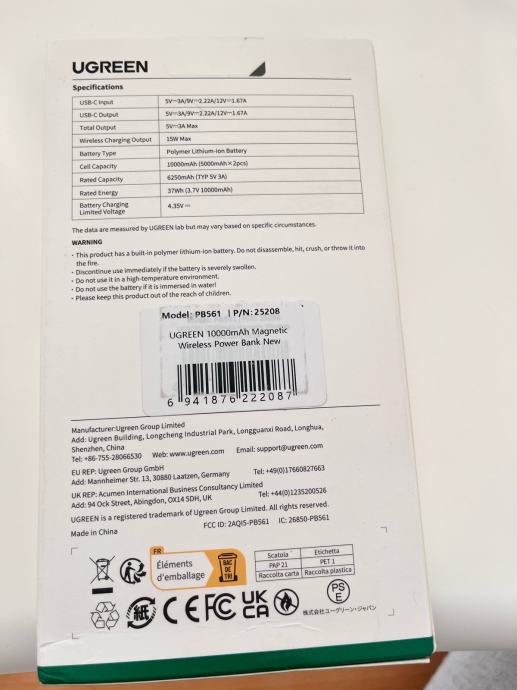 UGREEN
Specifications
USB-C Input 5V⎓3A/9V⎓2.22A/12V⎓1.67A
USB-C Output 5V⎓3A/9V⎓2.22A/12V⎓1.67A
Total Output 5V⎓3A Max
Wireless Charging Output 15W Max
Battery Type Polymer Lithium-ion Battery
Cell Capacity 10000mAh (5000mAh×2pcs)
Rated Capacity 6250mAh (TYP 5V 3A)
Rated Energy 37Wh (3.7V 10000mAh)
Battery Charging
Limited Voltage 4.35V⎓
The data are measured by UGREEN lab but may vary based on specific circumstances.
WARNING
· This product has a built-in polymer lithium-ion battery. Do not disassemble, hit, crush, or throw it into
the fire.
· Discontinue use immediately if the battery is severely swollen.
· Do not use it in a high-temperature environment.
· Do not use the battery if it is immersed in water!
· Please keep this product out of the reach of children.
Model: PB561 | P/N: 25208
UGREEN 10000mAh Magnetic
Wireless Power Bank New
6 941876 222087
Manufacturer:Ugreen Group Limited
Add: Ugreen Building, Longcheng Industrial Park, Longguanxi Road, Longhua,
Shenzhen, China
Tel: +86-755-28066530 Web: www.ugreen.com Email: support@ugreen.com
EU REP: Ugreen Group GmbH
Add: Mannheimer Str. 13, 30880 Laatzen, Germany Tel: +49(0)17660827663
UK REP: Acumen International Business Consultancy Limited
Add: 94 Ock Street, Abingdon, OX14 5DH, UK Tel: +44(0)1235200526
UGREEN is a registered trademark of Ugreen Group Limited. All rights reserved.
Made in China FCC ID: 2AQI5-PB561 IC: 26850-PB561
FR
Éléments
d'emballage
BAC
DE
TRI
Scatola Etichetta
PAP 21 PET 1
Raccolta carta Raccolta plastica
紙 CE FC UK
CA
PS
E
株式会社ユーグリーン・ジャパン